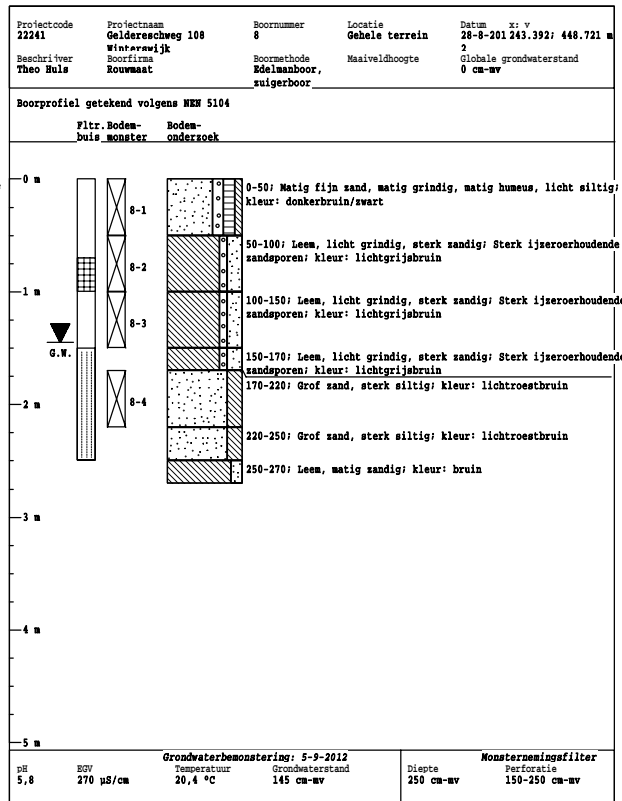 Projectcode Projectnaam Boornummer Locatie Datum x: y
22241 Geldereschweg 108 8 Gehele terrein 28-8-201 243.392; 448.721 m
Winterswijk 2
Beschrijver Boorfirma Boormethode Maaiveldhoogte Globale grondwaterstand
Theo Huls Rouwmaat Edelmanboor, 0 cm-mv
zuigerboor
Boorprofiel getekend volgens NEN 5104
Fltr. Bodem- Bodem-
buis monster onderzoek
0 m
0-50; Matig fijn zand, matig grindig, matig humeus, licht siltig;
kleur: donkerbruin/zwart
8-1
50-100; Leem, licht grindig, sterk zandig; Sterk ijzeroerhoudende
zandsporen; kleur: lichtgrijsbruin
8-2
1 m
100-150; Leem, licht grindig, sterk zandig; Sterk ijzeroerhoudende
zandsporen; kleur: lichtgrijsbruin
8-3
G.W.
150-170; Leem, licht grindig, sterk zandig; Sterk ijzeroerhoudende
zandsporen; kleur: lichtgrijsbruin
170-220; Grof zand, sterk siltig; kleur: lichtroestbruin
2 m
8-4
220-250; Grof zand, sterk siltig; kleur: lichtroestbruin
250-270; Leem, matig zandig; kleur: bruin
3 m
4 m
5 m
Grondwaterbemonstering: 5-9-2012 Monsternemingsfilter
pH EGV Temperatuur Grondwaterstand Diepte Perforatie
5,8 270 µS/cm 20,4 °C 145 cm-mv 250 cm-mv 150-250 cm-mv